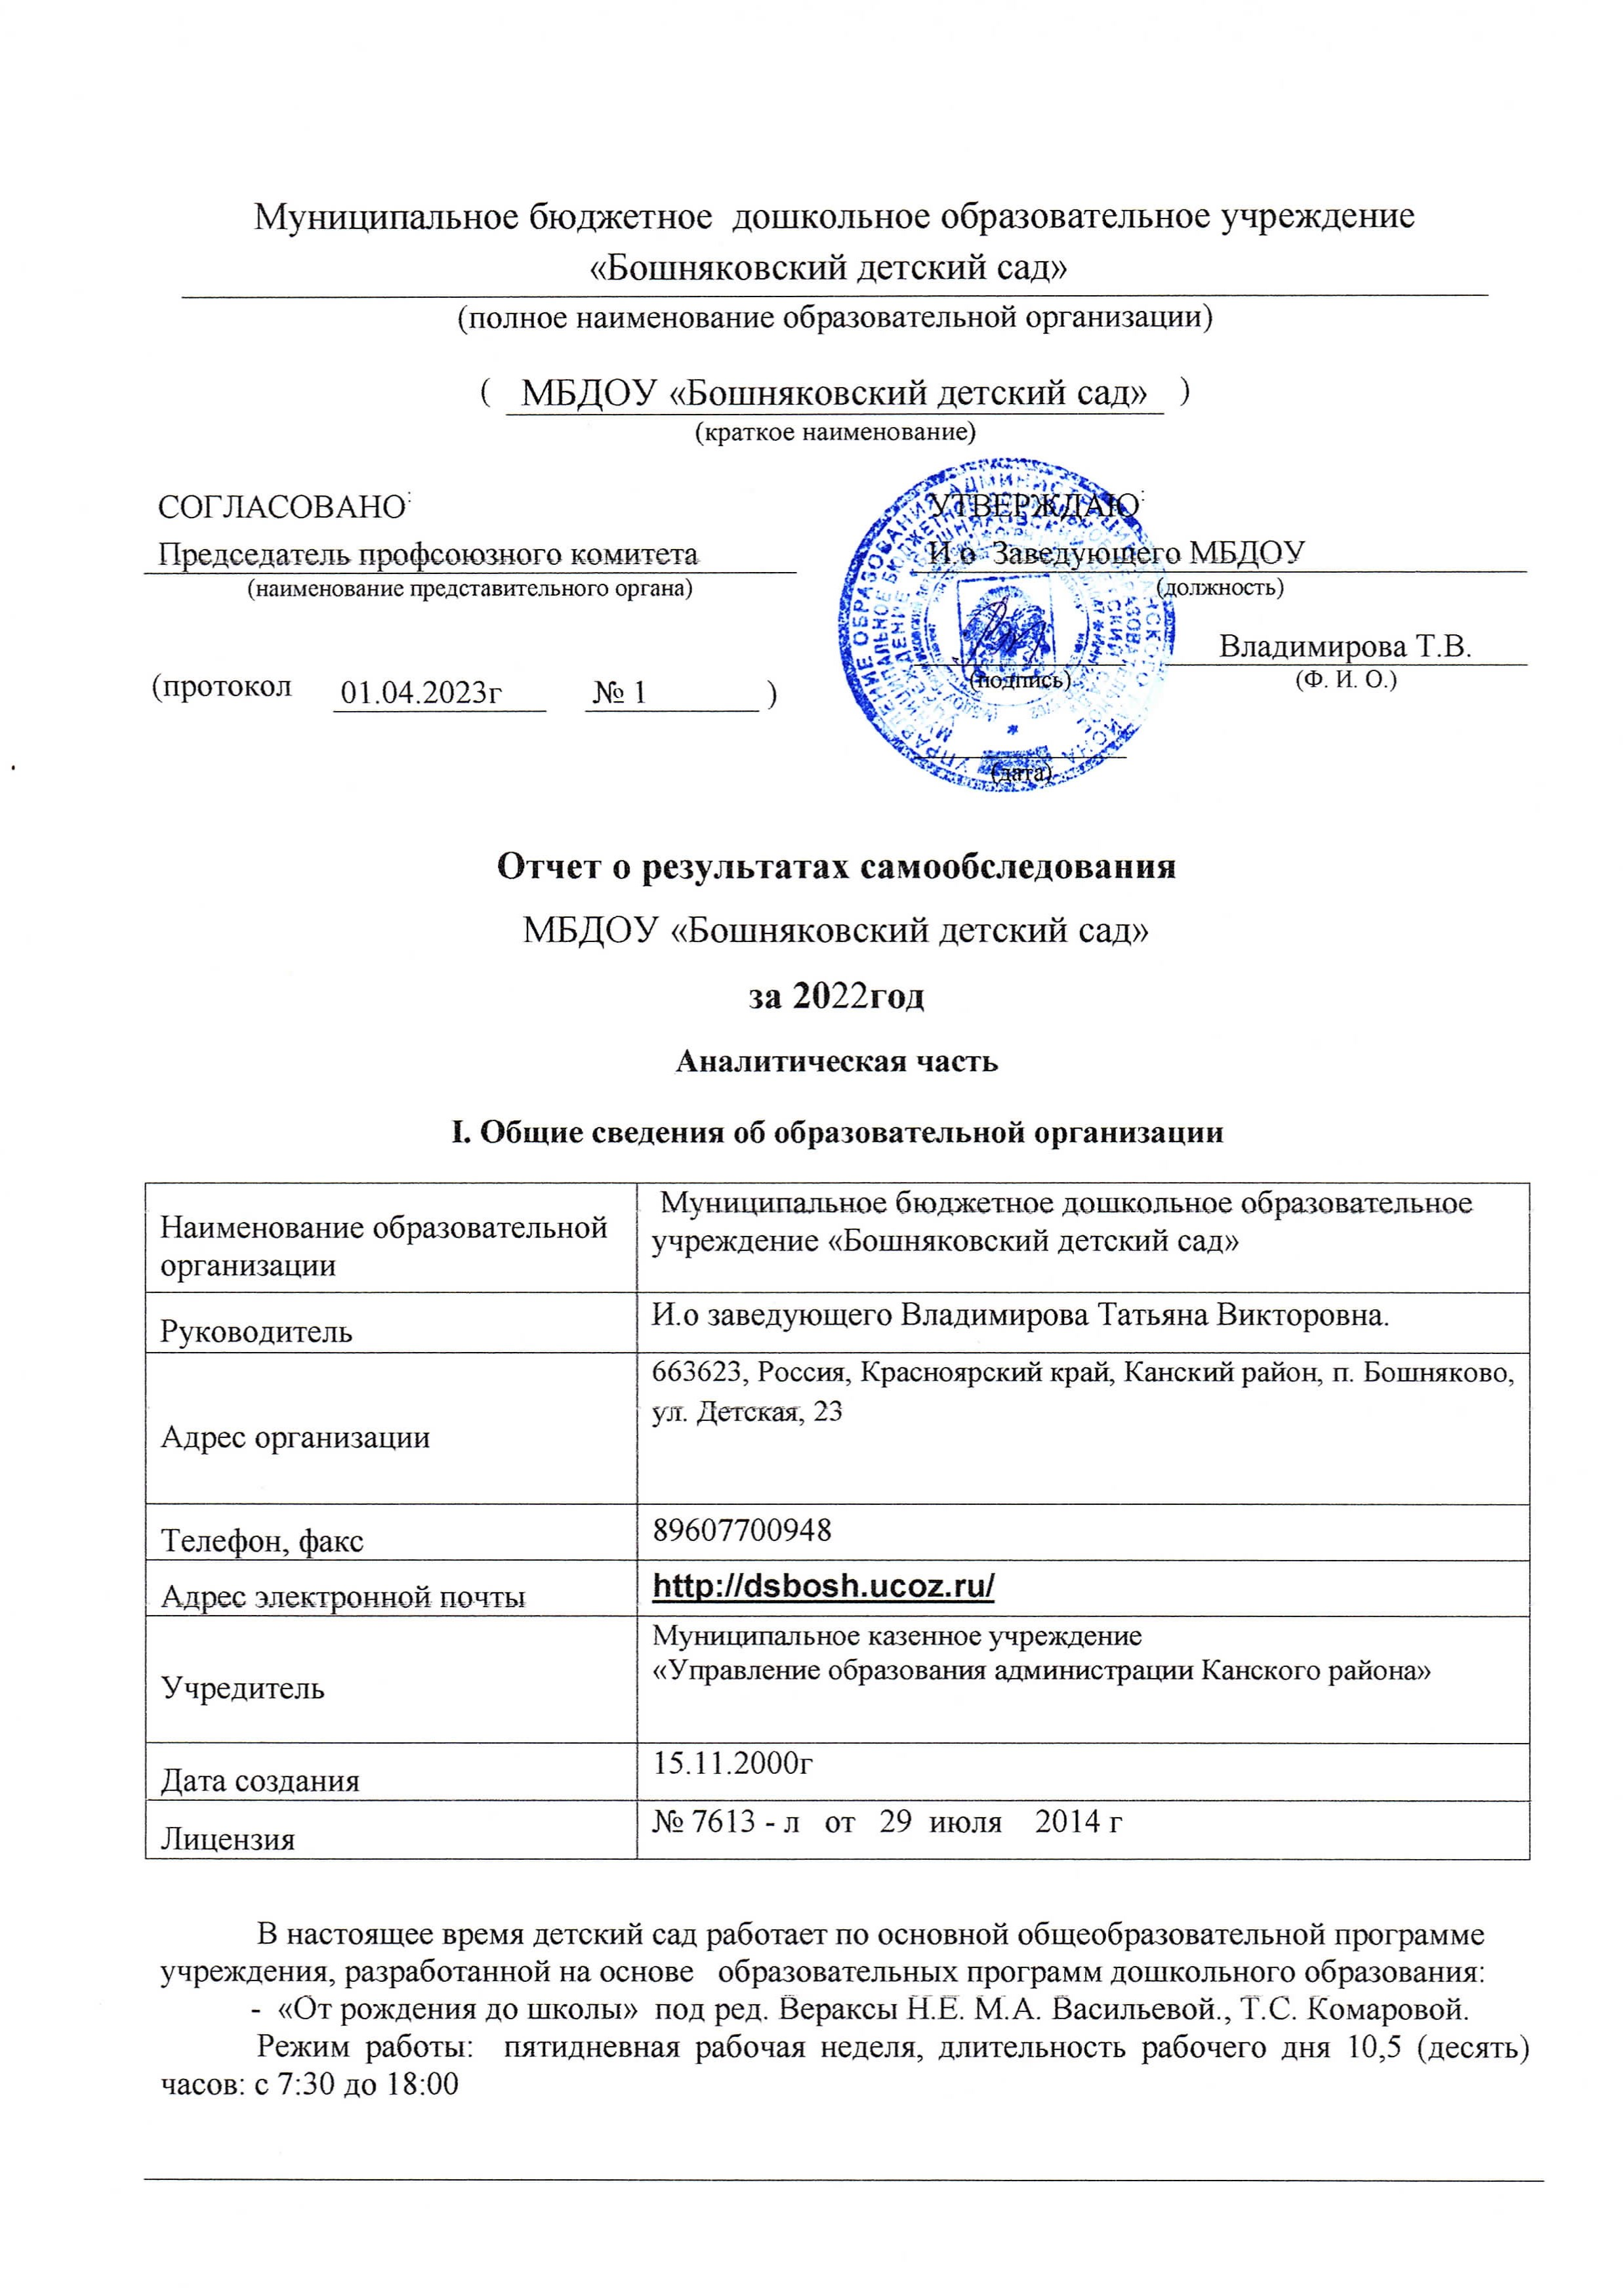 Муниципальное бюджетное дошкольное образовательное учреждение
«Бошняковский детский сад»
(полное наименование образовательной организации)
( МБДОУ «Бошняковский детский сад» )
(краткое наименование)
СОГЛАСОВАНО:
Председатель профсоюзного комитета
(наименование представительного органа)
(протокол 01.04.2023г № 1 )
УТВЕРЖДАЮ:
И.о Заведующего МБДОУ
(должность)
Владимирова Т.В.
(подпись) (Ф. И. О.)
(дата)
Отчет о результатах самообследования
МБДОУ «Бошняковский детский сад»
за 2022год
Аналитическая часть
I. Общие сведения об образовательной организации
Наименование образовательной
организации
Муниципальное бюджетное дошкольное образовательное
учреждение «Бошняковский детский сад»
Руководитель
И.о заведующего Владимирова Татьяна Викторовна.
Адрес организации
663623, Россия, Красноярский край, Канский район, п. Бошняково,
ул. Детская, 23
Телефон, факс
89607700948
Адрес электронной почты
http://dsbosh.ucoz.ru/
Учредитель
Муниципальное казенное учреждение
«Управление образования администрации Канского района»
Дата создания
15.11.2000г
Лицензия
№ 7613 - л от 29 июля 2014 г
В настоящее время детский сад работает по основной общеобразовательной программе
учреждения, разработанной на основе образовательных программ дошкольного образования:
- «От рождения до школы» под ред. Вераксы Н.Е. М.А. Васильевой., Т.С. Комаровой.
Режим работы: пятидневная рабочая неделя, длительность рабочего дня 10,5 (десять)
часов: с 7:30 до 18:00